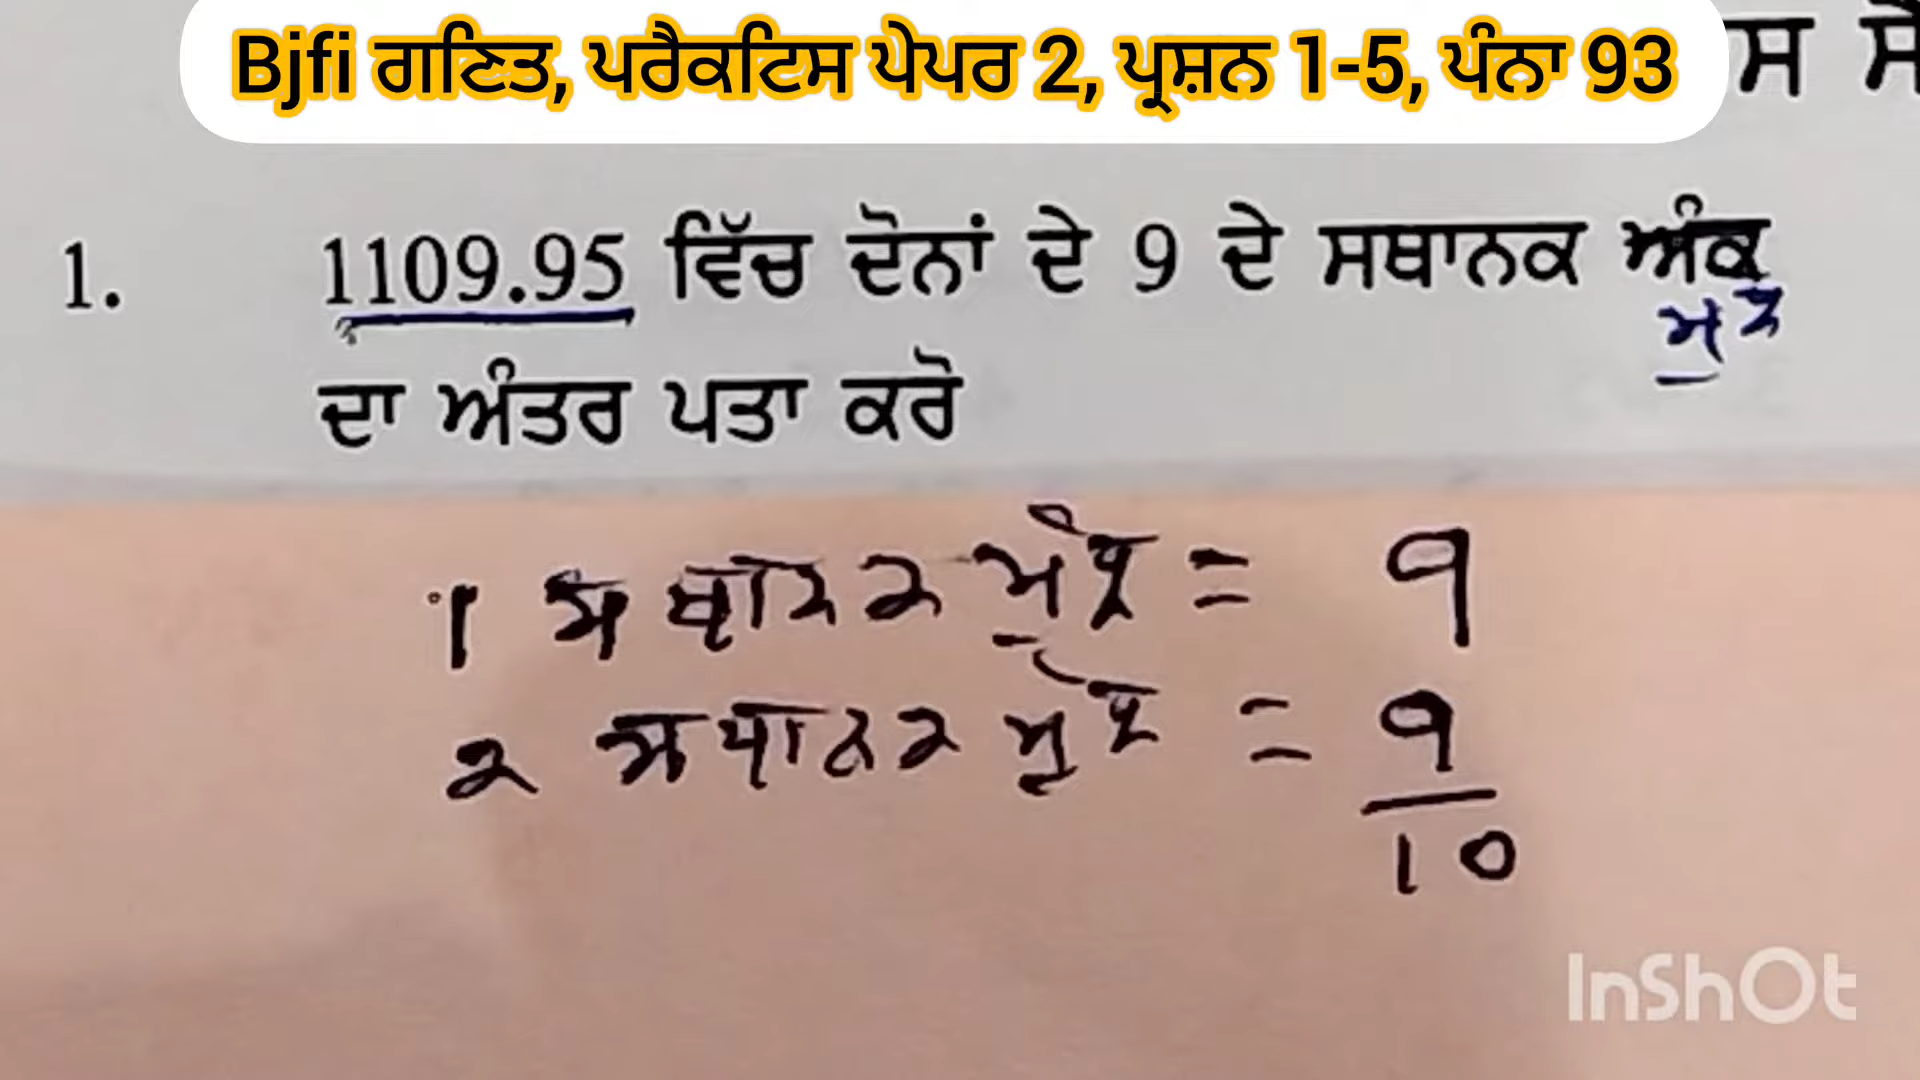 Bjfi ਗਣਿਤ, ਪਰੈਕਟਿਸ ਪੇਪਰ 2, ਪ੍ਰਸ਼ਨ 1-5, ਪੰਨਾ 93
1. 1109.95 ਵਿੱਚ ਦੋਨਾਂ ਦੇ 9 ਦੇ ਸਥਾਨਕ ਅੰਕ
ਦਾ ਅੰਤਰ ਪਤਾ ਕਰੋ
1 ਸਥਾਨਕ = 9
2 ਸਥਾਨਕ ਮੁੱਲ = 9
10
InShOt